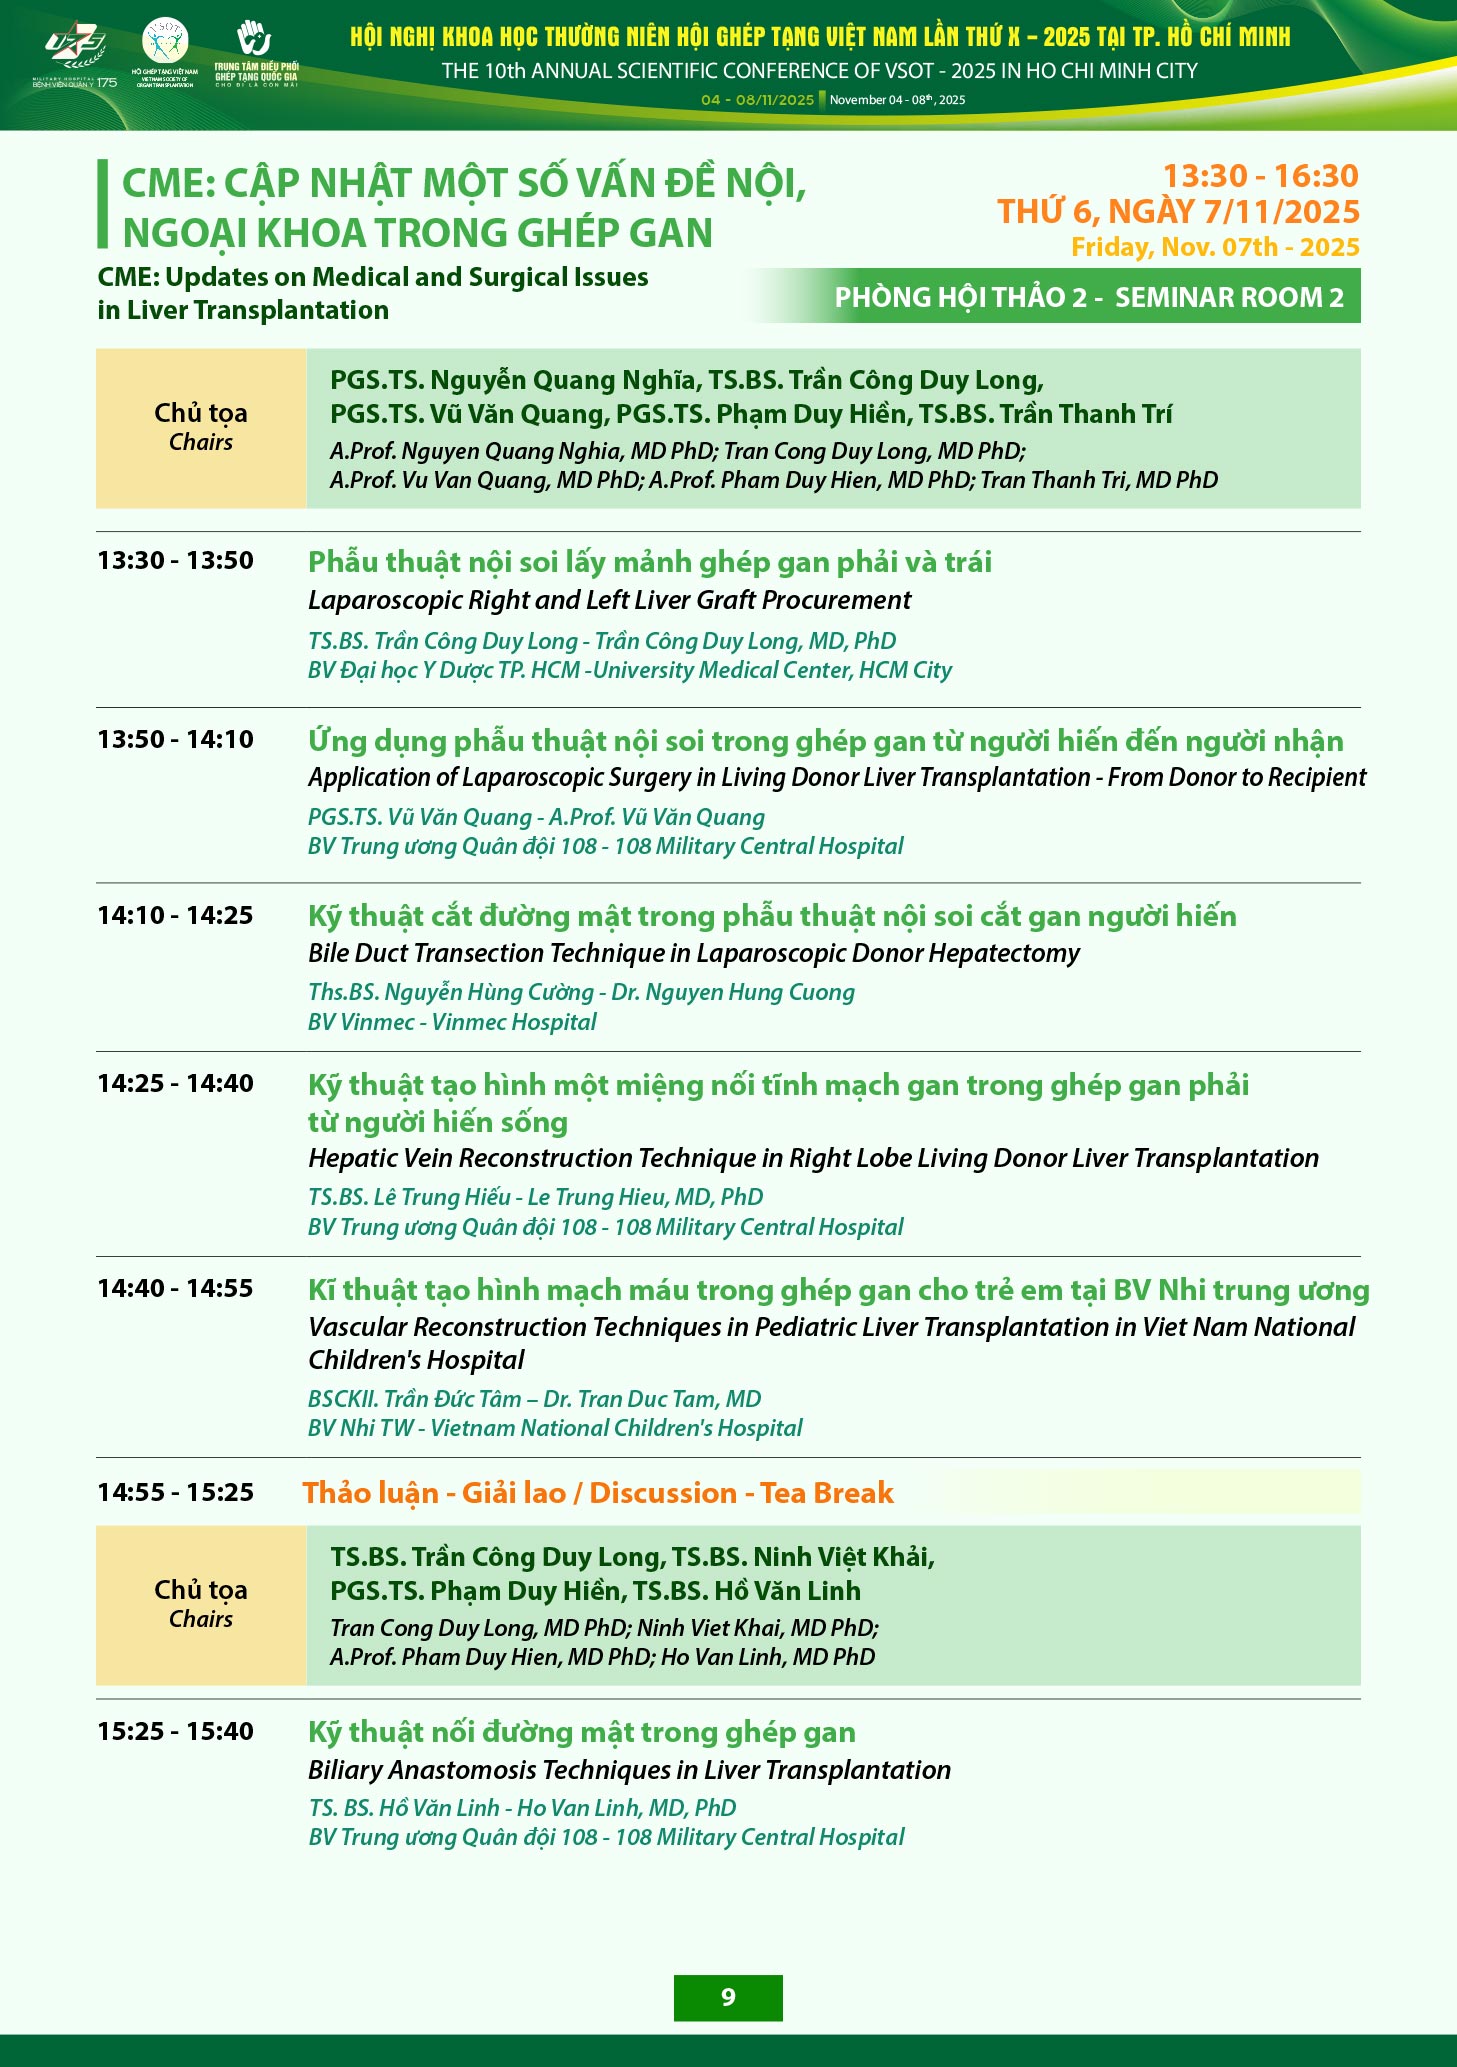 175
MILITARY HOSPITAL
BỆNH VIỆN QUÂN Y 175
VSOT
HỘI GHÉP TẠNG VIỆT NAM
VIETNAM SOCIETY OF
ORGAN TRANSPLANTATION
TRUNG TÂM ĐIỀU PHỐI
GHÉP TẠNG QUỐC GIA
CHO ĐI LÀ CÒN MÃI
HỘI NGHỊ KHOA HỌC THƯỜNG NIÊN HỘI GHÉP TẠNG VIỆT NAM LẦN THỨ X – 2025 TẠI TP. HỒ CHÍ MINH
THE 10th ANNUAL SCIENTIFIC CONFERENCE OF VSOT - 2025 IN HO CHI MINH CITY
04 - 08/11/2025 November 04 - 08th, 2025
CME: CẬP NHẬT MỘT SỐ VẤN ĐỀ NỘI,
NGOẠI KHOA TRONG GHÉP GAN
CME: Updates on Medical and Surgical Issues
in Liver Transplantation
13:30 - 16:30
THỨ 6, NGÀY 7/11/2025
Friday, Nov. 07th - 2025
PHÒNG HỘI THẢO 2 - SEMINAR ROOM 2
Chủ tọa
Chairs
PGS.TS. Nguyễn Quang Nghĩa, TS.BS. Trần Công Duy Long,
PGS.TS. Vũ Văn Quang, PGS.TS. Phạm Duy Hiền, TS.BS. Trần Thanh Trí
A.Prof. Nguyen Quang Nghia, MD PhD; Tran Cong Duy Long, MD PhD;
A.Prof. Vu Van Quang, MD PhD; A.Prof. Pham Duy Hien, MD PhD; Tran Thanh Tri, MD PhD
13:30 - 13:50
Phẫu thuật nội soi lấy mảnh ghép gan phải và trái
Laparoscopic Right and Left Liver Graft Procurement
TS.BS. Trần Công Duy Long - Trần Công Duy Long, MD, PhD
BV Đại học Y Dược TP. HCM -University Medical Center, HCM City
13:50 - 14:10
Ứng dụng phẫu thuật nội soi trong ghép gan từ người hiến đến người nhận
Application of Laparoscopic Surgery in Living Donor Liver Transplantation - From Donor to Recipient
PGS.TS. Vũ Văn Quang - A.Prof. Vũ Văn Quang
BV Trung ương Quân đội 108 - 108 Military Central Hospital
14:10 - 14:25
Kỹ thuật cắt đường mật trong phẫu thuật nội soi cắt gan người hiến
Bile Duct Transection Technique in Laparoscopic Donor Hepatectomy
Ths.BS. Nguyễn Hùng Cường - Dr. Nguyen Hung Cuong
BV Vinmec - Vinmec Hospital
14:25 - 14:40
Kỹ thuật tạo hình một miệng nối tĩnh mạch gan trong ghép gan phải
từ người hiến sống
Hepatic Vein Reconstruction Technique in Right Lobe Living Donor Liver Transplantation
TS.BS. Lê Trung Hiếu - Le Trung Hieu, MD, PhD
BV Trung ương Quân đội 108 - 108 Military Central Hospital
14:40 - 14:55
Kĩ thuật tạo hình mạch máu trong ghép gan cho trẻ em tại BV Nhi trung ương
Vascular Reconstruction Techniques in Pediatric Liver Transplantation in Viet Nam National
Children's Hospital
BSCKII. Trần Đức Tâm – Dr. Tran Duc Tam, MD
BV Nhi TW - Vietnam National Children's Hospital
14:55 - 15:25
Thảo luận - Giải lao / Discussion - Tea Break
Chủ tọa
Chairs
TS.BS. Trần Công Duy Long, TS.BS. Ninh Việt Khải,
PGS.TS. Phạm Duy Hiền, TS.BS. Hồ Văn Linh
Tran Cong Duy Long, MD PhD; Ninh Viet Khai, MD PhD;
A.Prof. Pham Duy Hien, MD PhD; Ho Van Linh, MD PhD
15:25 - 15:40
Kỹ thuật nối đường mật trong ghép gan
Biliary Anastomosis Techniques in Liver Transplantation
TS. BS. Hồ Văn Linh - Ho Van Linh, MD, PhD
BV Trung ương Quân đội 108 - 108 Military Central Hospital
9